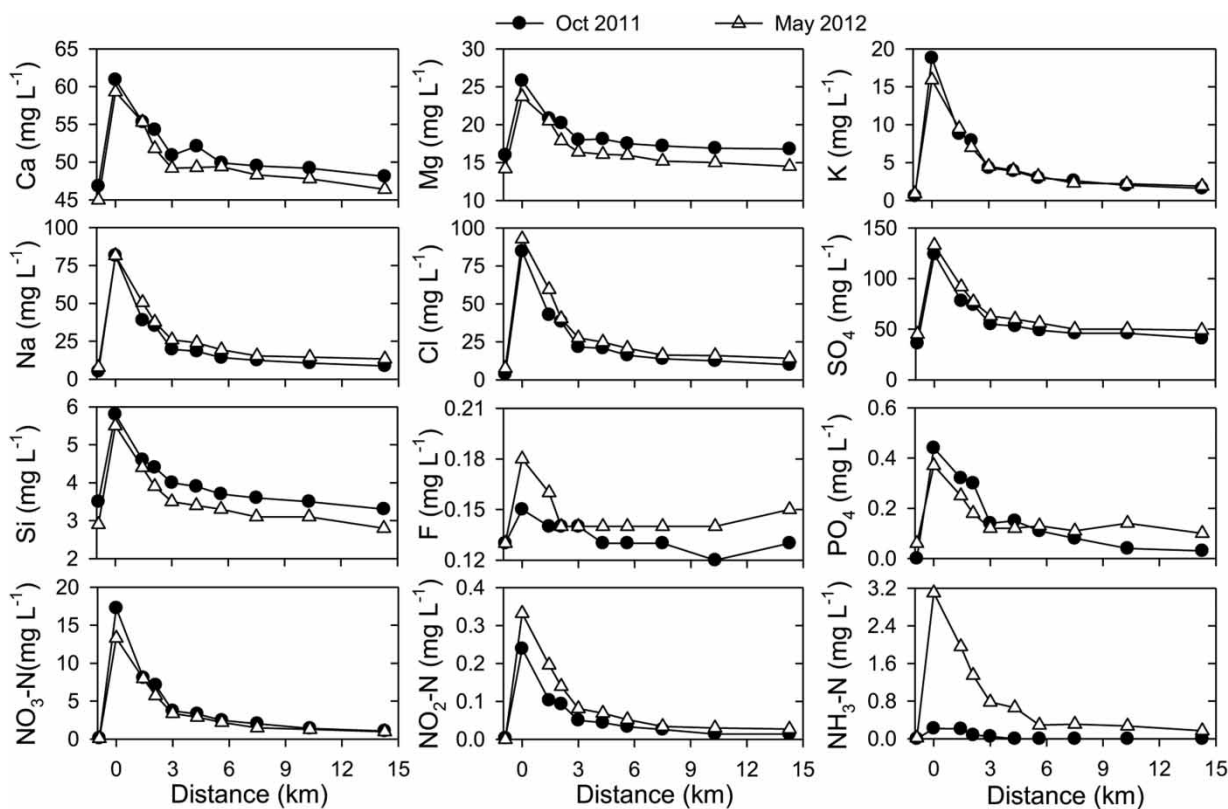 Oct 2011 May 2012
65 30 20
60 25 15
55 20 10
50 15 5
45 10 0
Ca (mg L⁻¹) Mg (mg L⁻¹) K (mg L⁻¹)
0 3 6 9 12 15 0 3 6 9 12 15 0 3 6 9 12 15
100 100 150
75 75 100
50 50 50
25 25 0
0 0
Na (mg L⁻¹) Cl (mg L⁻¹) SO₄ (mg L⁻¹)
6 0.21 0.6
5 0.18 0.4
4 0.15 0.2
3 0.12 0.0
2
Si (mg L⁻¹) F (mg L⁻¹) PO₄ (mg L⁻¹)
20 0.4 3.2
15 0.3 2.4
10 0.2 1.6
5 0.1 0.8
0 0.0 0.0
NO₃-N(mg L⁻¹) NO₂-N (mg L⁻¹) NH₃-N (mg L⁻¹)
Distance (km) Distance (km) Distance (km)